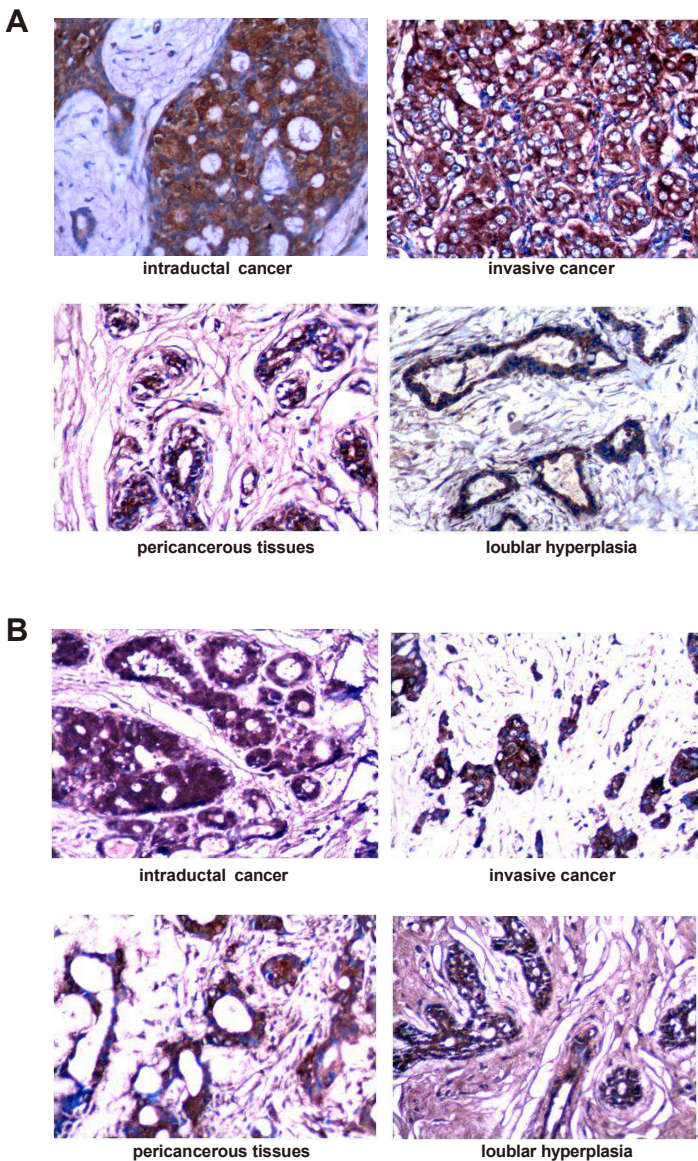 A
intraductal cancer
invasive cancer
pericancerous tissues
loublar hyperplasia
B
intraductal cancer
invasive cancer
pericancerous tissues
loublar hyperplasia